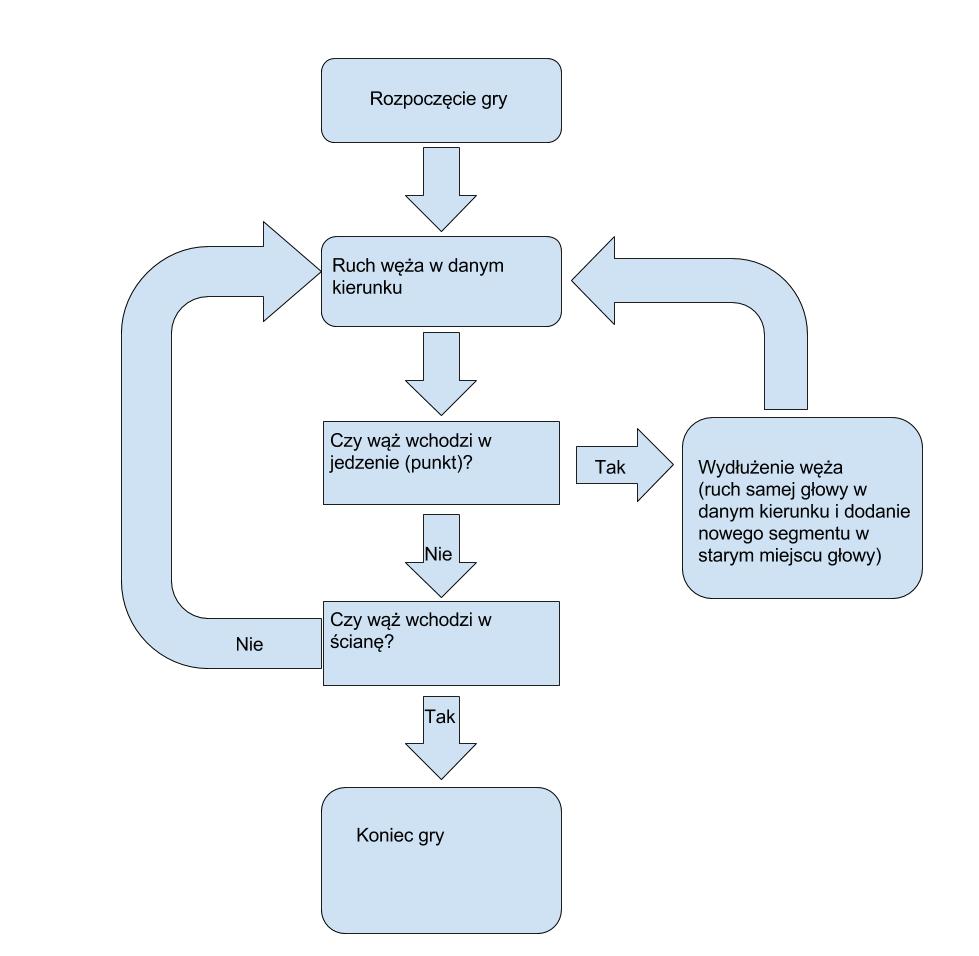 Rozpoczęcie gry
Ruch węża w danym
kierunku
Czy wąż wchodzi w
jedzenie (punkt)?
Tak
Wydłużenie węża
(ruch samej głowy w
danym kierunku i dodanie
nowego segmentu w
starym miejscu głowy)
Nie
Czy wąż wchodzi w
ścianę?
Nie
Tak
Koniec gry